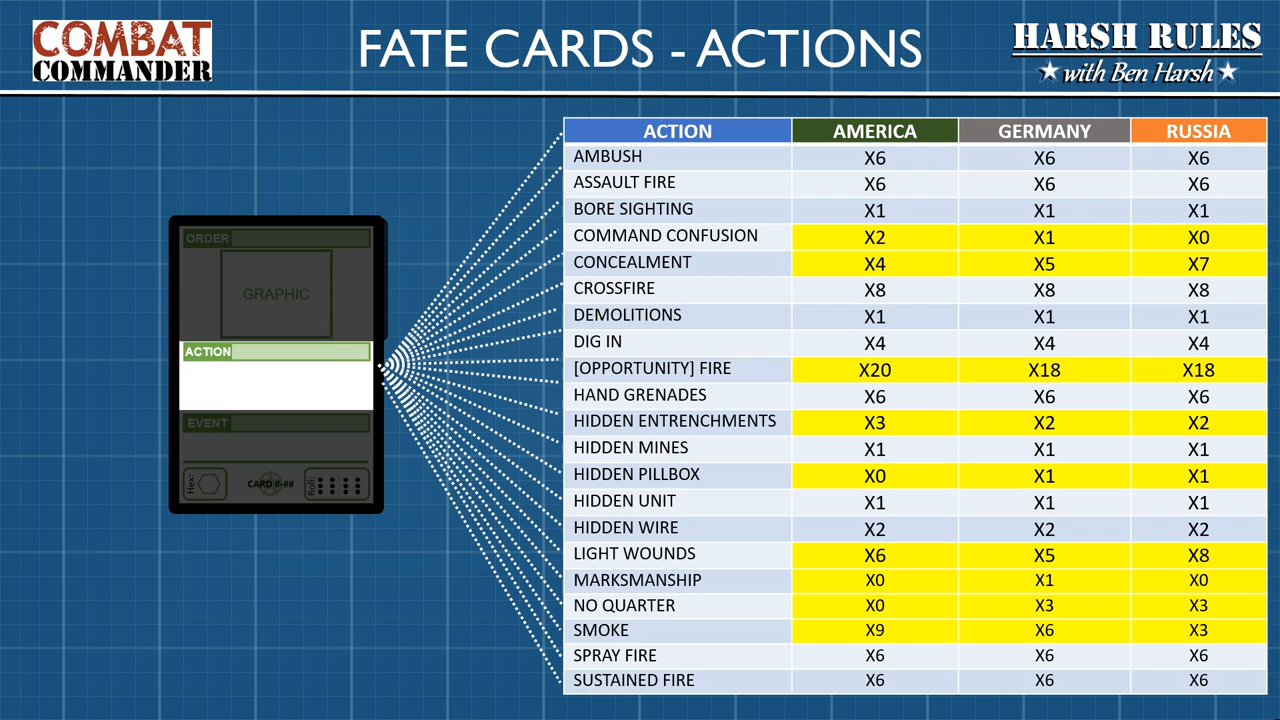 COMBAT
COMMANDER
FATE CARDS - ACTIONS
HARSH RULES
with Ben Harsh
ORDER
GRAPHIC
ACTION
EVENT
Hex:
CARD #-##
Roll:
ACTION AMERICA GERMANY RUSSIA
AMBUSH X6 X6 X6
ASSAULT FIRE X6 X6 X6
BORE SIGHTING X1 X1 X1
COMMAND CONFUSION X2 X1 X0
CONCEALMENT X4 X5 X7
CROSSFIRE X8 X8 X8
DEMOLITIONS X1 X1 X1
DIG IN X4 X4 X4
[OPPORTUNITY] FIRE X20 X18 X18
HAND GRENADES X6 X6 X6
HIDDEN ENTRENCHMENTS X3 X2 X2
HIDDEN MINES X1 X1 X1
HIDDEN PILLBOX X0 X1 X1
HIDDEN UNIT X1 X1 X1
HIDDEN WIRE X2 X2 X2
LIGHT WOUNDS X6 X5 X8
MARKSMANSHIP X0 X1 X0
NO QUARTER X0 X3 X3
SMOKE X9 X6 X3
SPRAY FIRE X6 X6 X6
SUSTAINED FIRE X6 X6 X6